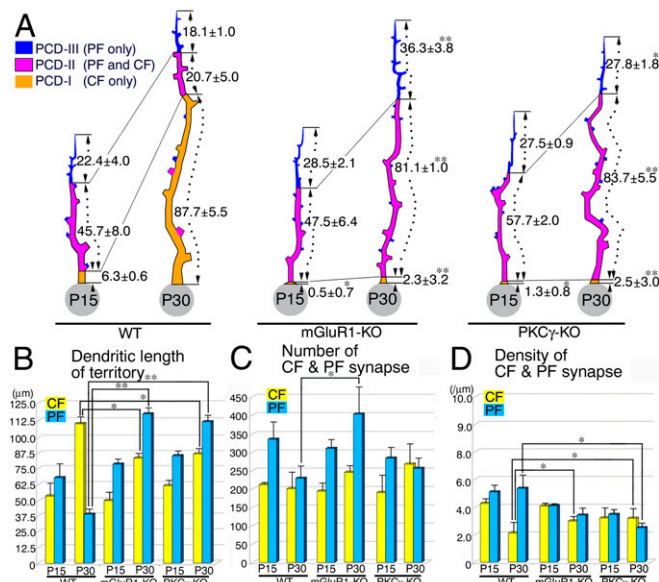 A
PCD-III (PF only)
PCD-II (PF and CF)
PCD-I (CF only)
18.1±1.0
20.7±5.0
22.4±4.0
45.7±8.0
87.7±5.5
6.3±0.6
P15 P30
WT
36.3±3.8**
28.5±2.1
81.1±1.0**
47.5±6.4
0.5±0.7*
2.3±3.2**
P15 P30
mGluR1-KO
27.8±1.8*
27.5±0.9
83.7±5.5**
57.7±2.0
1.3±0.8*
2.5±3.0**
P15 P30
PKCγ-KO
B Dendritic length
of territory
(μm)
CF
PF
125.0
112.5
100.0
87.5
75.0
62.5
50.0
37.5
25.0
12.5
0
** ** * *
P15 P30 P15 P30 P15 P30
WT mGluR1-KO PKCγ-KO
C Number of
CF & PF synapse
CF
PF
450
400
350
300
250
200
150
100
50
0
*
P15 P30 P15 P30 P15 P30
WT mGluR1-KO PKCγ-KO
D Density of
CF & PF synapse
(/μm)
CF
PF
10.0
9.0
8.0
6.0
4.0
2.0
0
* * *
P15 P30 P15 P30 P15 P30
WT mGluR1-KO PKCγ-KO